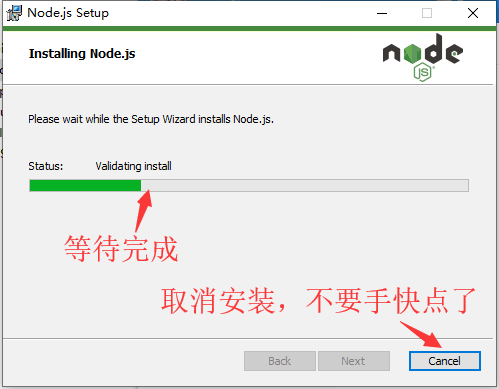 Node.js Setup
Installing Node.js
node
JS
Please wait while the Setup Wizard installs Node.js.
Status: Validating install
等待完成
取消安装，不要手快点了
Back Next Cancel